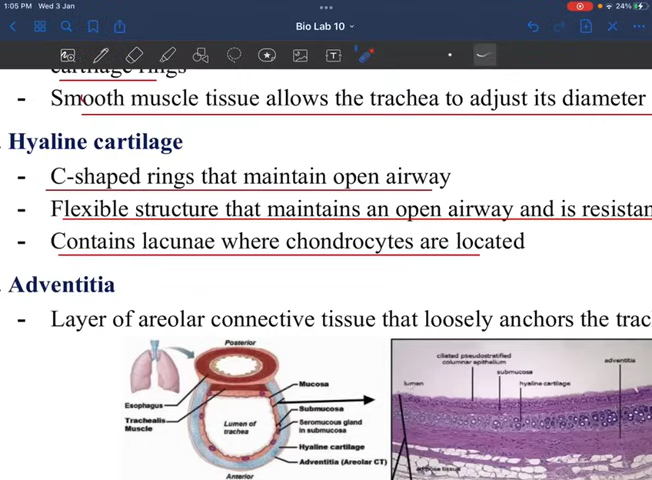 1:05 PM Wed 3 Jan
24%
Bio Lab 10
cartilage rings
- Smooth muscle tissue allows the trachea to adjust its diameter
. Hyaline cartilage
- C-shaped rings that maintain open airway
- Flexible structure that maintains an open airway and is resistan
- Contains lacunae where chondrocytes are located
. Adventitia
- Layer of areolar connective tissue that loosely anchors the trac
Posterior
Esophagus
Trachealis
Muscle
Lumen of
trachea
Mucosa
Submucosa
Seromucous gland
in submucosa
Hyaline cartilage
Adventitia (Areolar CT)
Anterior
ciliated pseudostratified
columnar epithelium
submucosa
adventitia
lumen
hyaline cartilage
adipose tissue